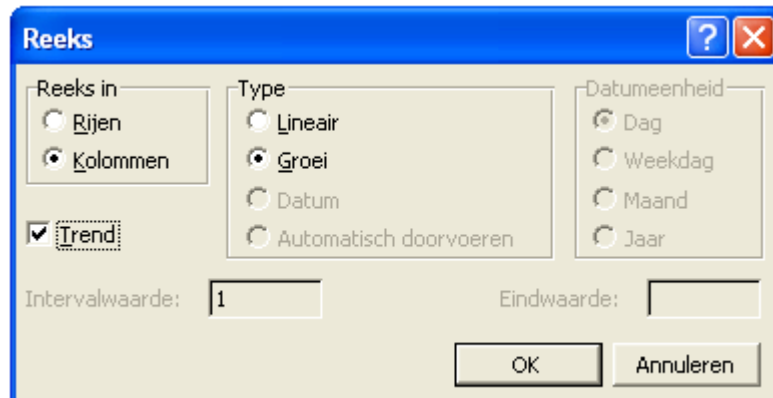 Reeks
Reeks in
Rijen
Kolommen
Trend
Type
Lineair
Groei
Datum
Automatisch doorvoeren
Datumeenheid
Dag
Weekdag
Maand
Jaar
Intervalwaarde: 1
Eindwaarde:
OK
Annuleren